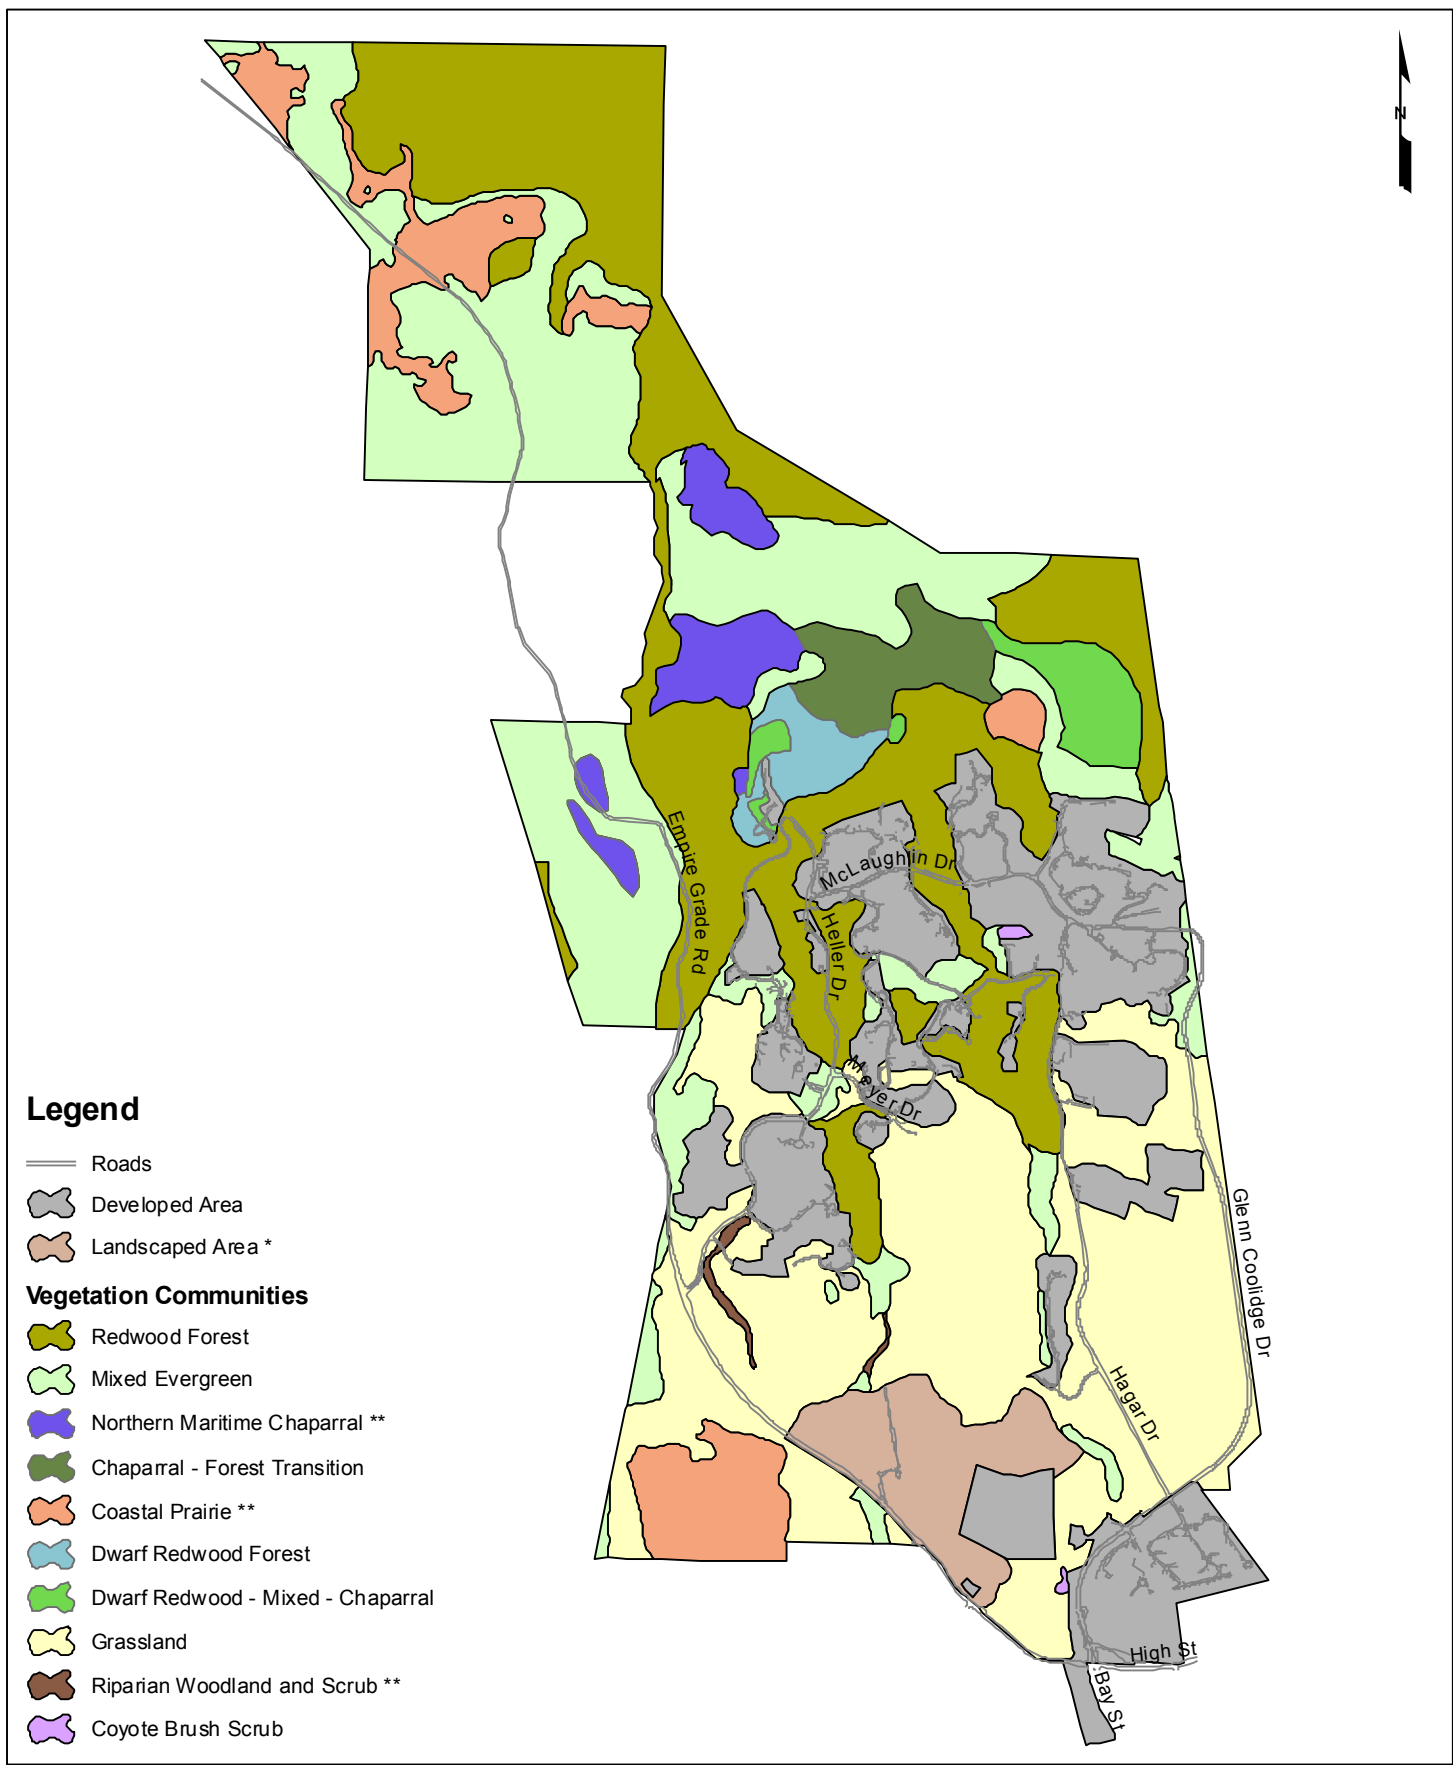 N
Empire Grade Rd
McLaughlin Dr
Heller Dr
Meyer Dr
Glenn Coolidge Dr
Hagar Dr
High St
Bay St
Legend
Roads
Developed Area
Landscaped Area *
Vegetation Communities
Redwood Forest
Mixed Evergreen
Northern Maritime Chaparral **
Chaparral - Forest Transition
Coastal Prairie **
Dwarf Redwood Forest
Dwarf Redwood - Mixed - Chaparral
Grassland
Riparian Woodland and Scrub **
Coyote Brush Scrub